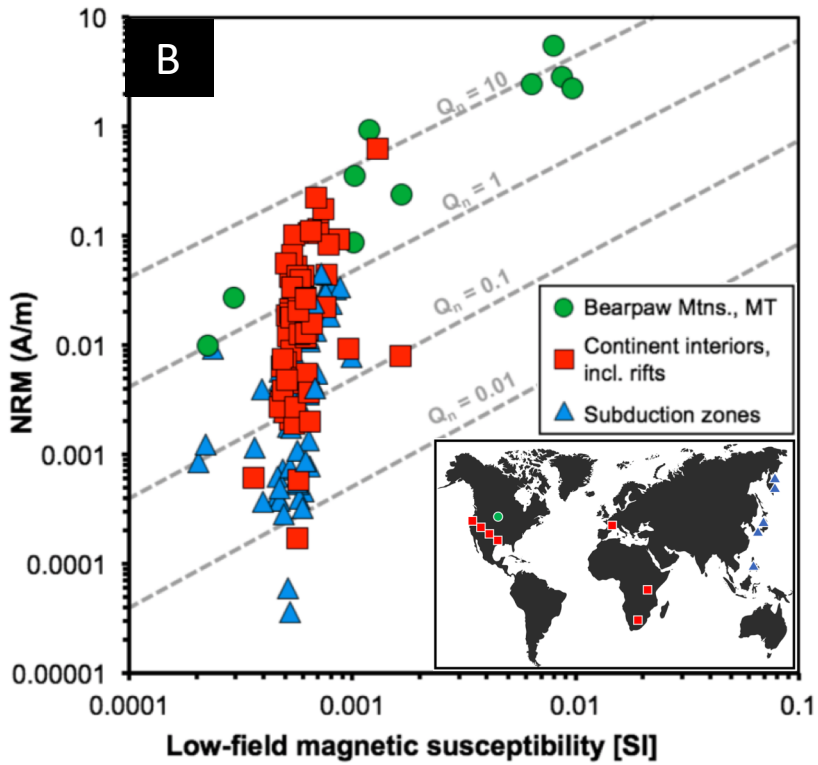 B
10
1
0.1
0.01
0.001
0.0001
0.00001
NRM (A/m)
Qn = 10
Qn = 1
Qn = 0.1
Qn = 0.01
Bearpaw Mtns., MT
Continent interiors,
incl. rifts
Subduction zones
0.0001
0.001
0.01
0.1
Low-field magnetic susceptibility [SI]